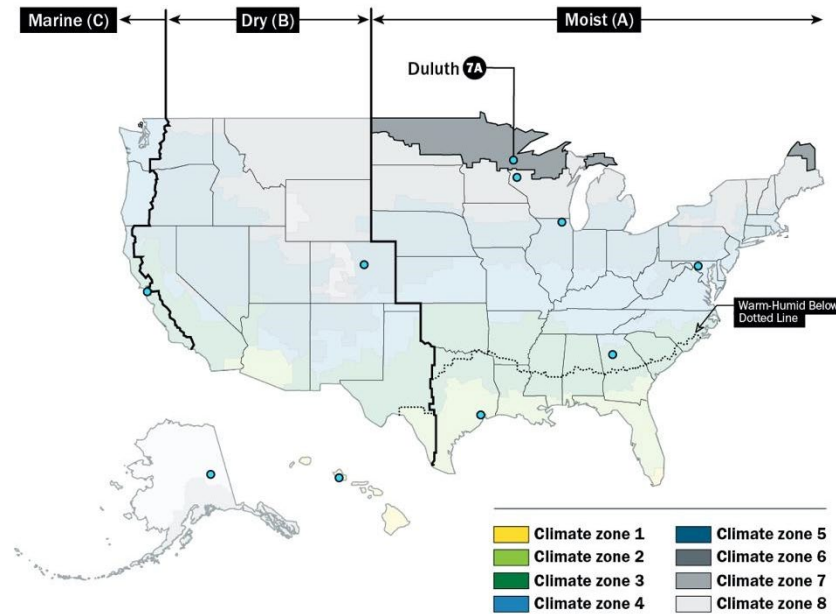 Marine (C)
Dry (B)
Moist (A)
Duluth 7A
Warm-Humid Below
Dotted Line
Climate zone 1
Climate zone 2
Climate zone 3
Climate zone 4
Climate zone 5
Climate zone 6
Climate zone 7
Climate zone 8